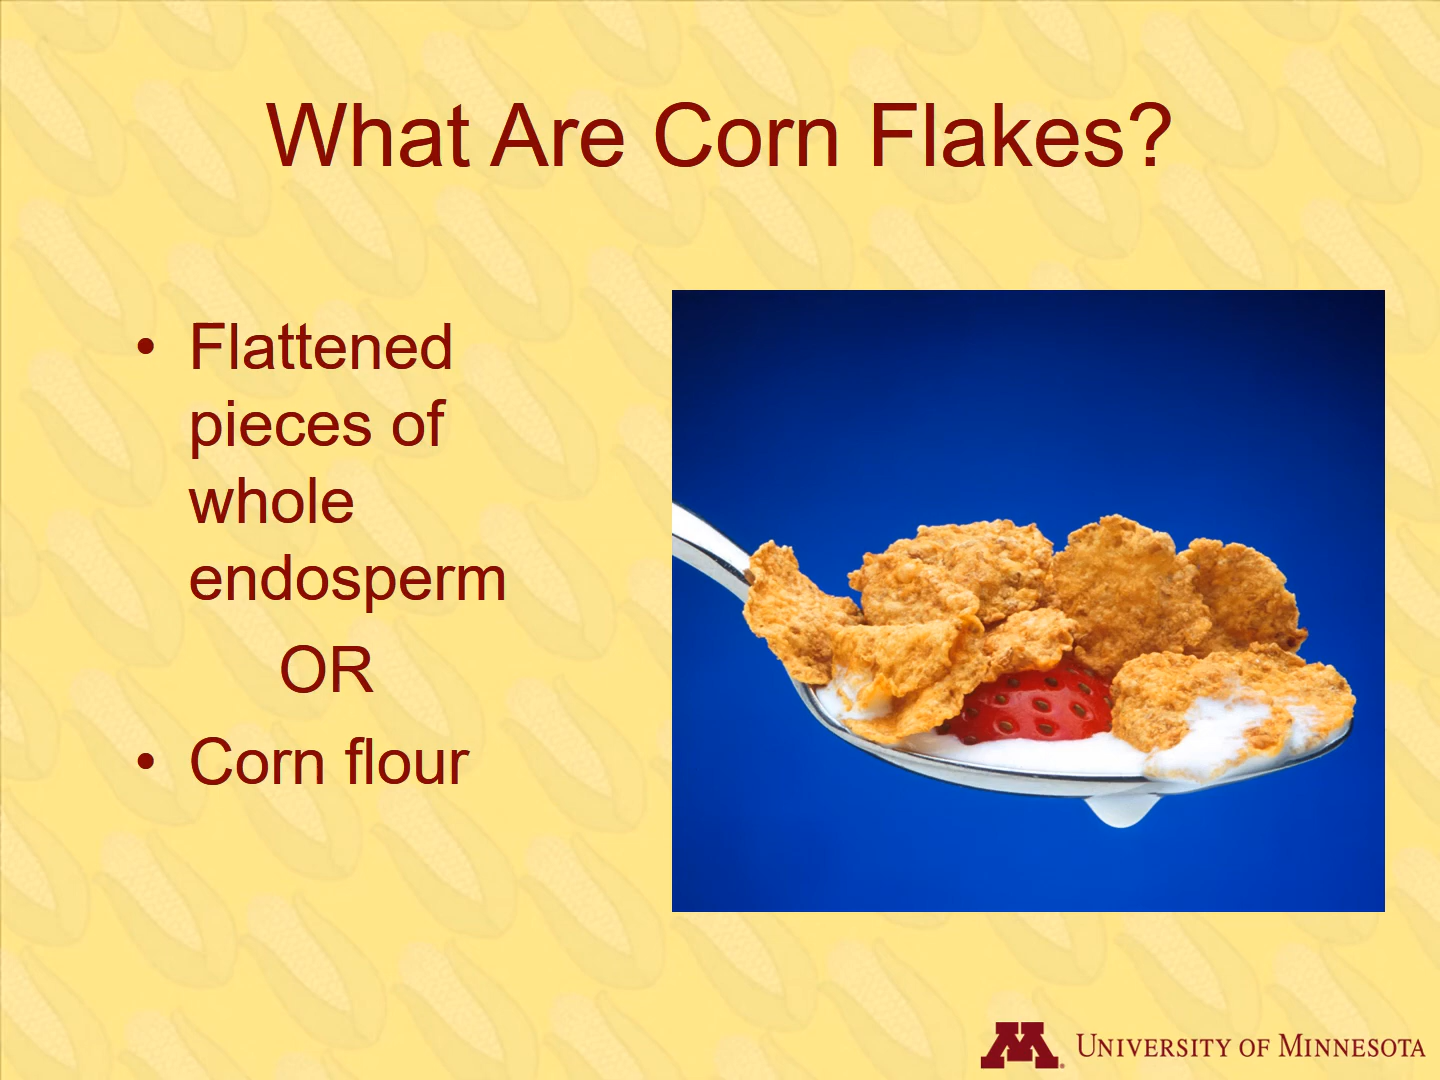 What Are Corn Flakes?
• Flattened
pieces of
whole
endosperm
OR
• Corn flour
M
UNIVERSITY OF MINNESOTA